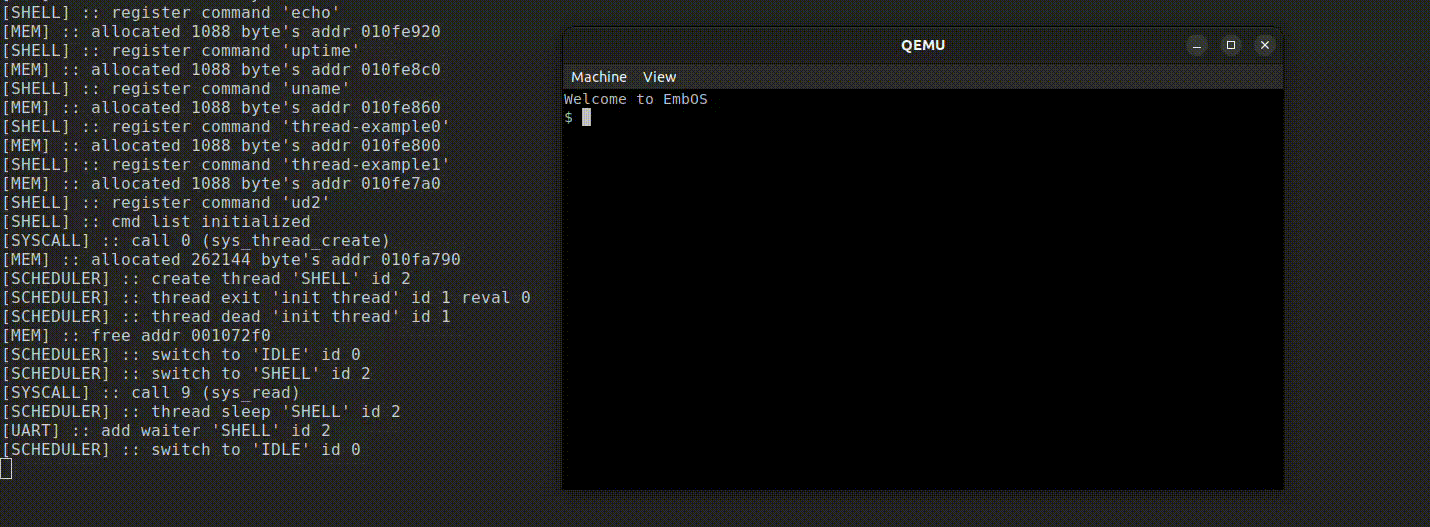 [SHELL] :: register command 'echo'
[MEM] :: allocated 1088 byte's addr 010fe920
[SHELL] :: register command 'uptime'
[MEM] :: allocated 1088 byte's addr 010fe8c0
[SHELL] :: register command 'uname'
[MEM] :: allocated 1088 byte's addr 010fe860
[SHELL] :: register command 'thread-example0'
[MEM] :: allocated 1088 byte's addr 010fe800
[SHELL] :: register command 'thread-example1'
[MEM] :: allocated 1088 byte's addr 010fe7a0
[SHELL] :: register command 'ud2'
[SHELL] :: cmd list initialized
[SYSCALL] :: call 0 (sys_thread_create)
[MEM] :: allocated 262144 byte's addr 010fa790
[SCHEDULER] :: create thread 'SHELL' id 2
[SCHEDULER] :: thread exit 'init thread' id 1 reval 0
[SCHEDULER] :: thread dead 'init thread' id 1
[MEM] :: free addr 001072f0
[SCHEDULER] :: switch to 'IDLE' id 0
[SCHEDULER] :: switch to 'SHELL' id 2
[SYSCALL] :: call 9 (sys_read)
[SCHEDULER] :: thread sleep 'SHELL' id 2
[UART] :: add waiter 'SHELL' id 2
[SCHEDULER] :: switch to 'IDLE' id 0
QEMU
Machine View
Welcome to EmbOS
$